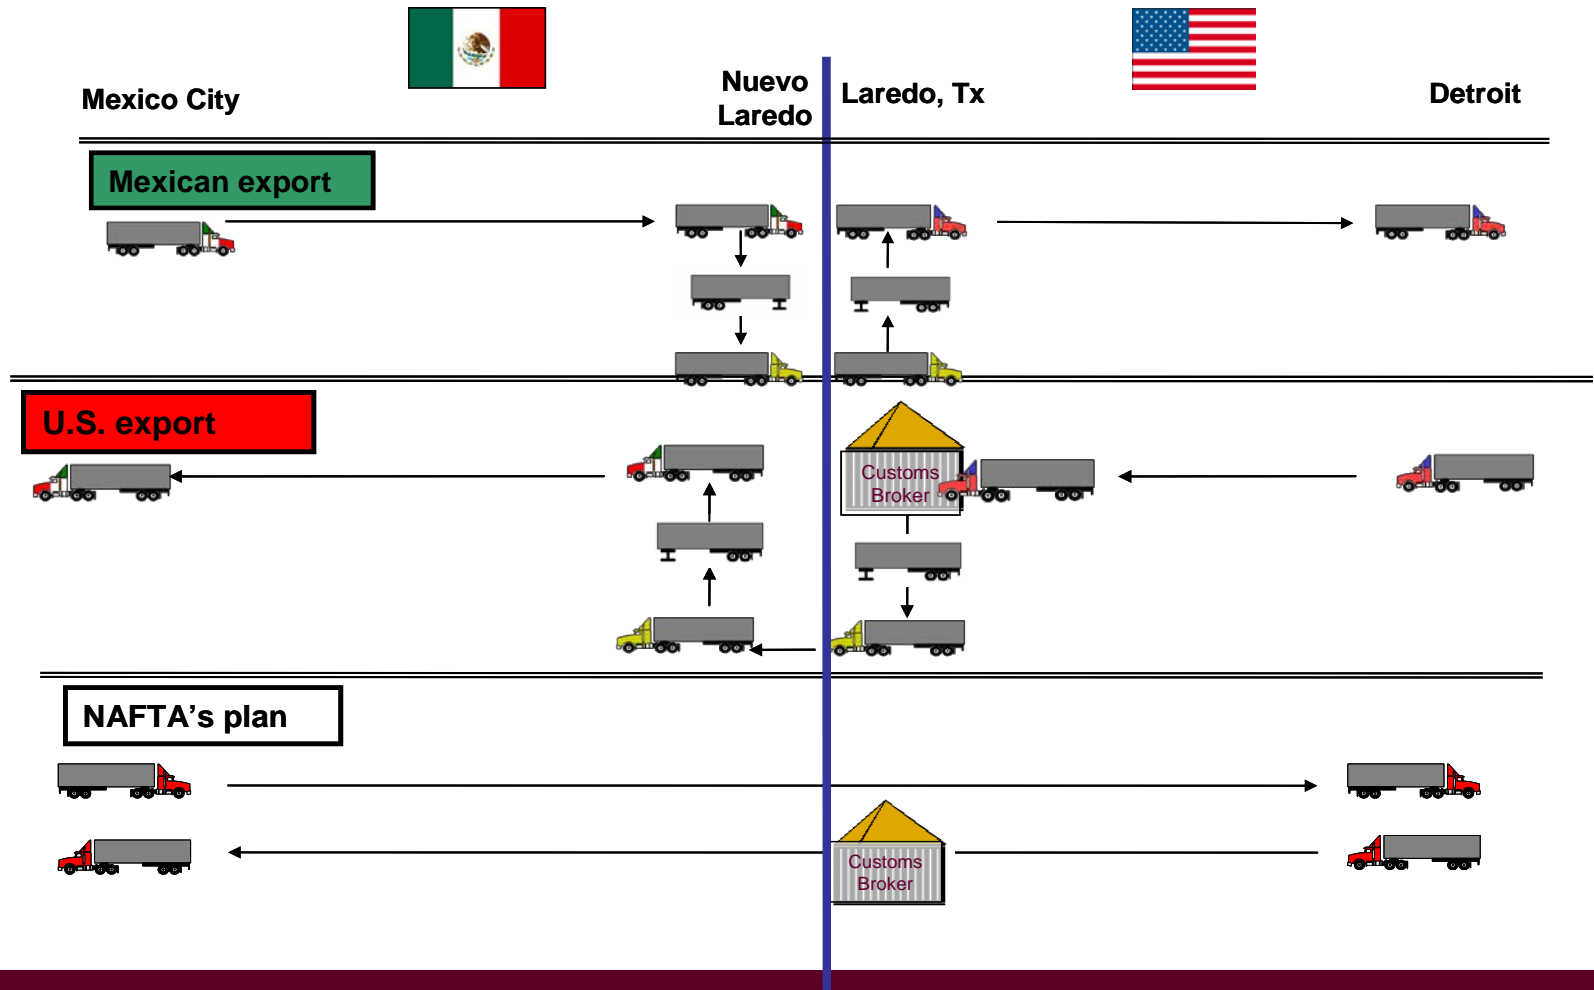 Mexico City
Nuevo
Laredo
Laredo, Tx
Detroit
Mexican export
U.S. export
Customs
Broker
NAFTA’s plan
Customs
Broker